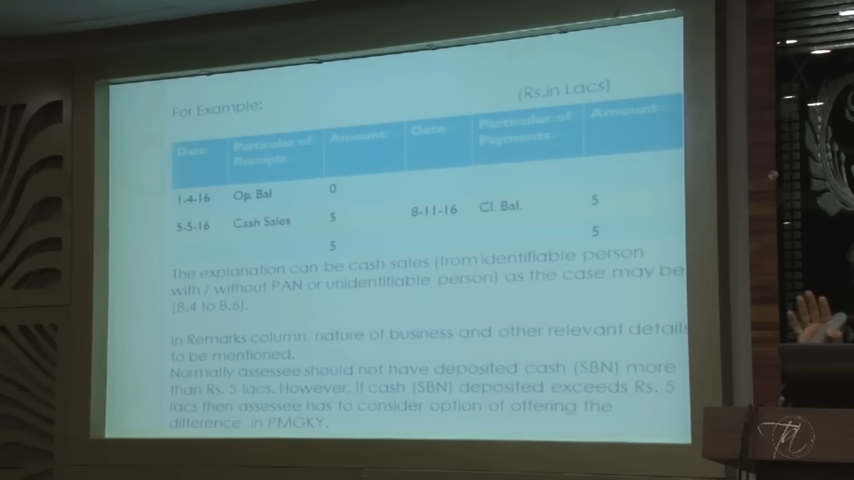 For Example:
(Rs.in Lacs)
Date Particular of Receipts Amount Date Particular of Payments Amount
1-4-16 Op. Bal 0
5-5-16 Cash Sales 5 8-11-16 Cl. Bal. 5
5 5
The explanation can be cash sales (from identifiable person
with / without PAN or unidentifiable person) as the case may be
(8.4 to 8.6).
In Remarks column, nature of business and other relevant details
to be mentioned.
Normally assessee should not have deposited cash (SBN) more
than Rs. 5 lacs. However, if cash (SBN) deposited exceeds Rs. 5
lacs then assessee has to consider option of offering the
difference in PMGKY.